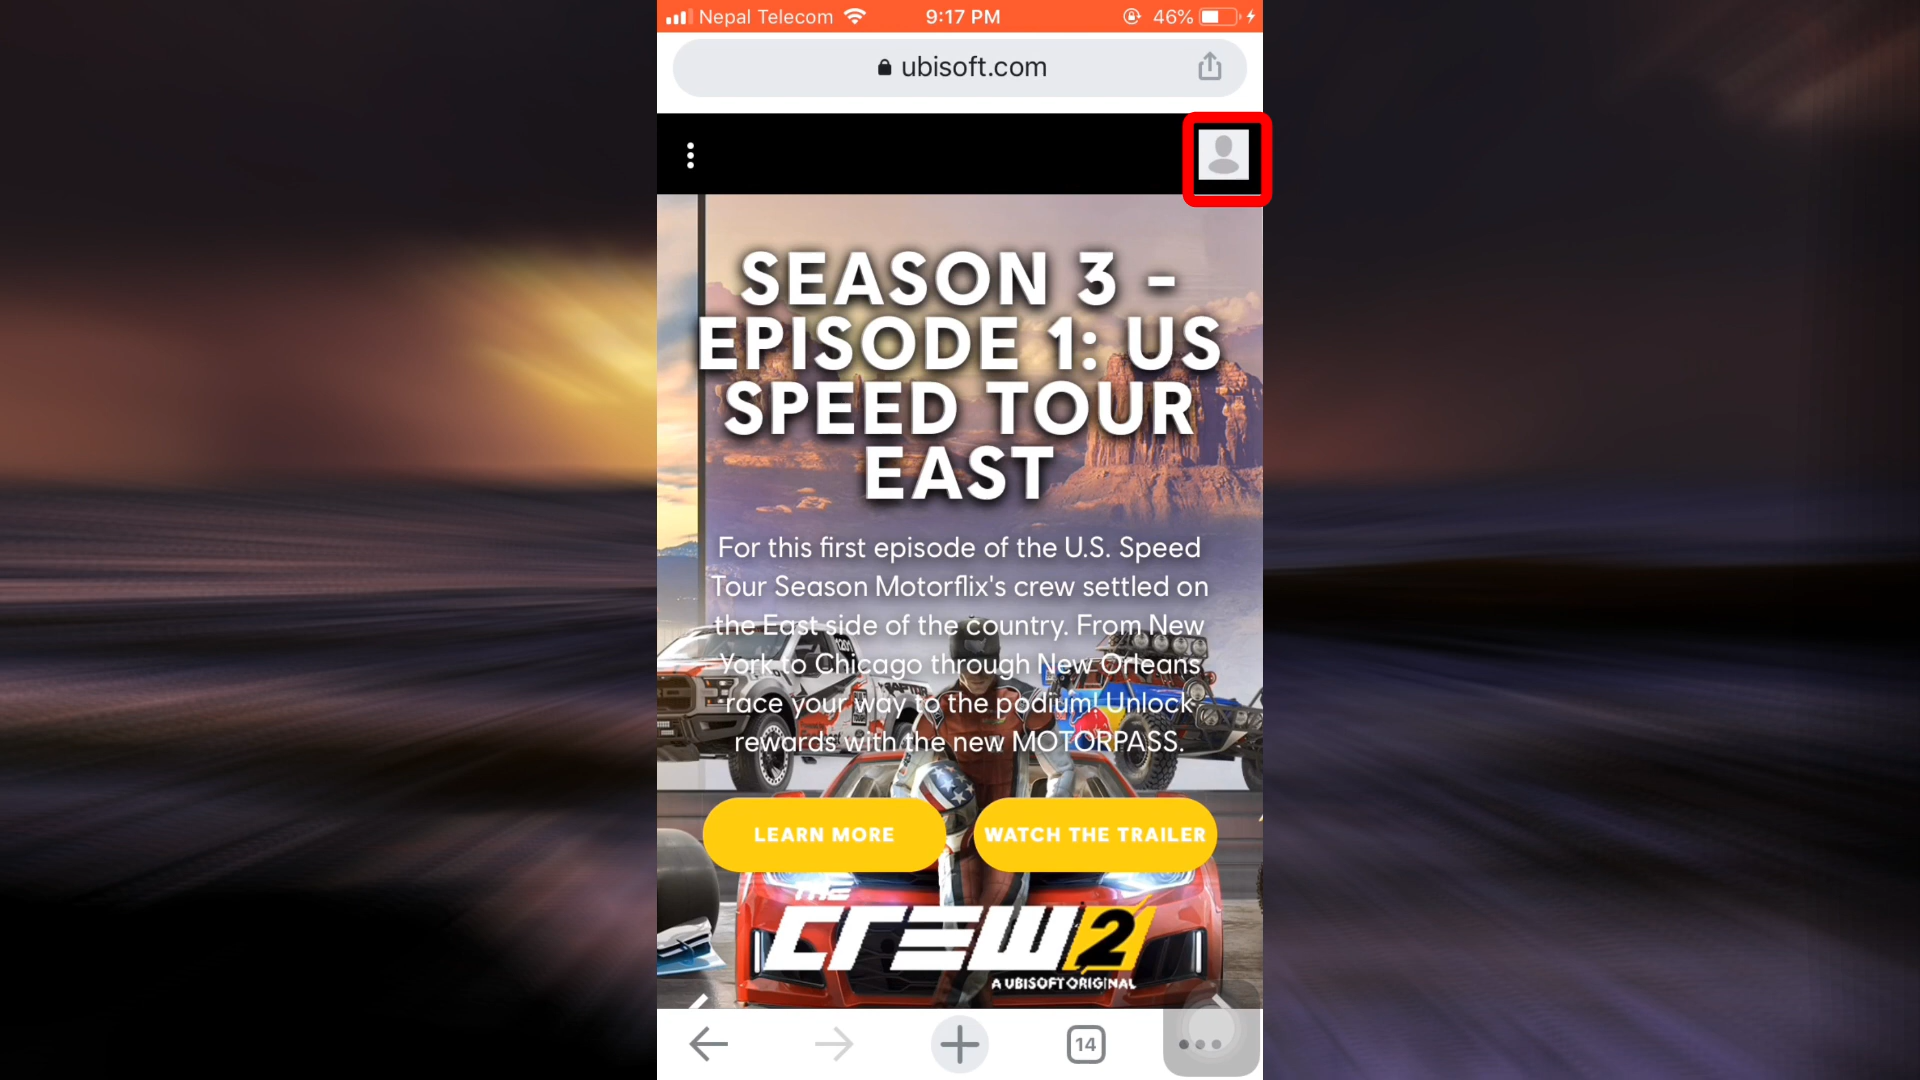 Nepal Telecom 9:17 PM 46%
ubisoft.com
SEASON 3 -
EPISODE 1: US
SPEED TOUR
EAST
For this first episode of the U.S. Speed
Tour Season Motorflix's crew settled on
the East side of the country. From New
York to Chicago through New Orleans
race your way to the podium! Unlock
rewards with the new MOTORPASS.
LEARN MORE WATCH THE TRAILER
THE
CREW 2
A UBISOFT ORIGINAL
14